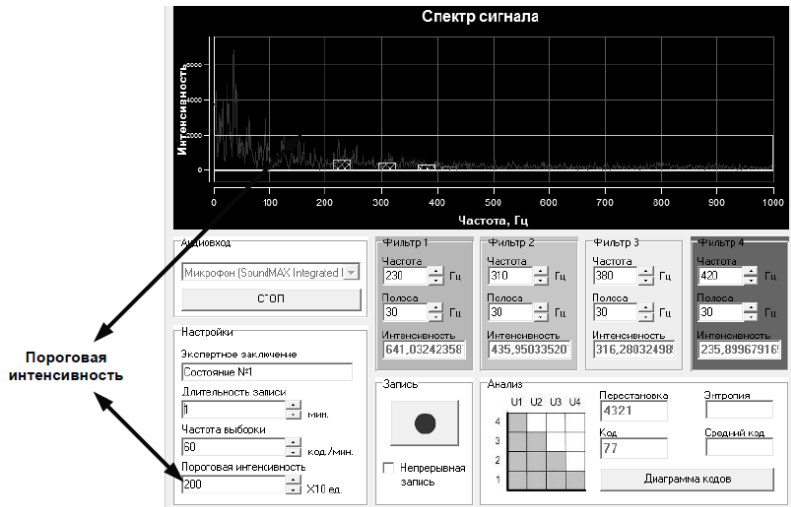 Спектр сигнала
Интенсивность
6000
2000
0
0 100 200 300 400 500 600 700 800 900 1000
Частота, Гц
Аудиовход
Микрофон (SoundMAX Integrated
СТОП
Фильтр 1
Частота
230 Гц
Полоса
30 Гц
Интенсивность
641,03242358
Фильтр 2
Частота
310 Гц
Полоса
30 Гц
Интенсивность
435,95033520
Фильтр 3
Частота
380 Гц
Полоса
30 Гц
Интенсивность
316,28032498
Фильтр 4
Частота
420 Гц
Полоса
30 Гц
Интенсивность
235,89967916
Пороговая
интенсивность
Настройки
Экспертное заключение
Состояние №1
Длительность записи
1 мин.
Частота выборки
60 код./мин.
Пороговая интенсивность
200 X10 ед.
Запись
Непрерывная
запись
Анализ
U1 U2 U3 U4
4
3
2
1
Перестановка
4321
Код
77
Энтропия
Средний код
Диаграмма кодов